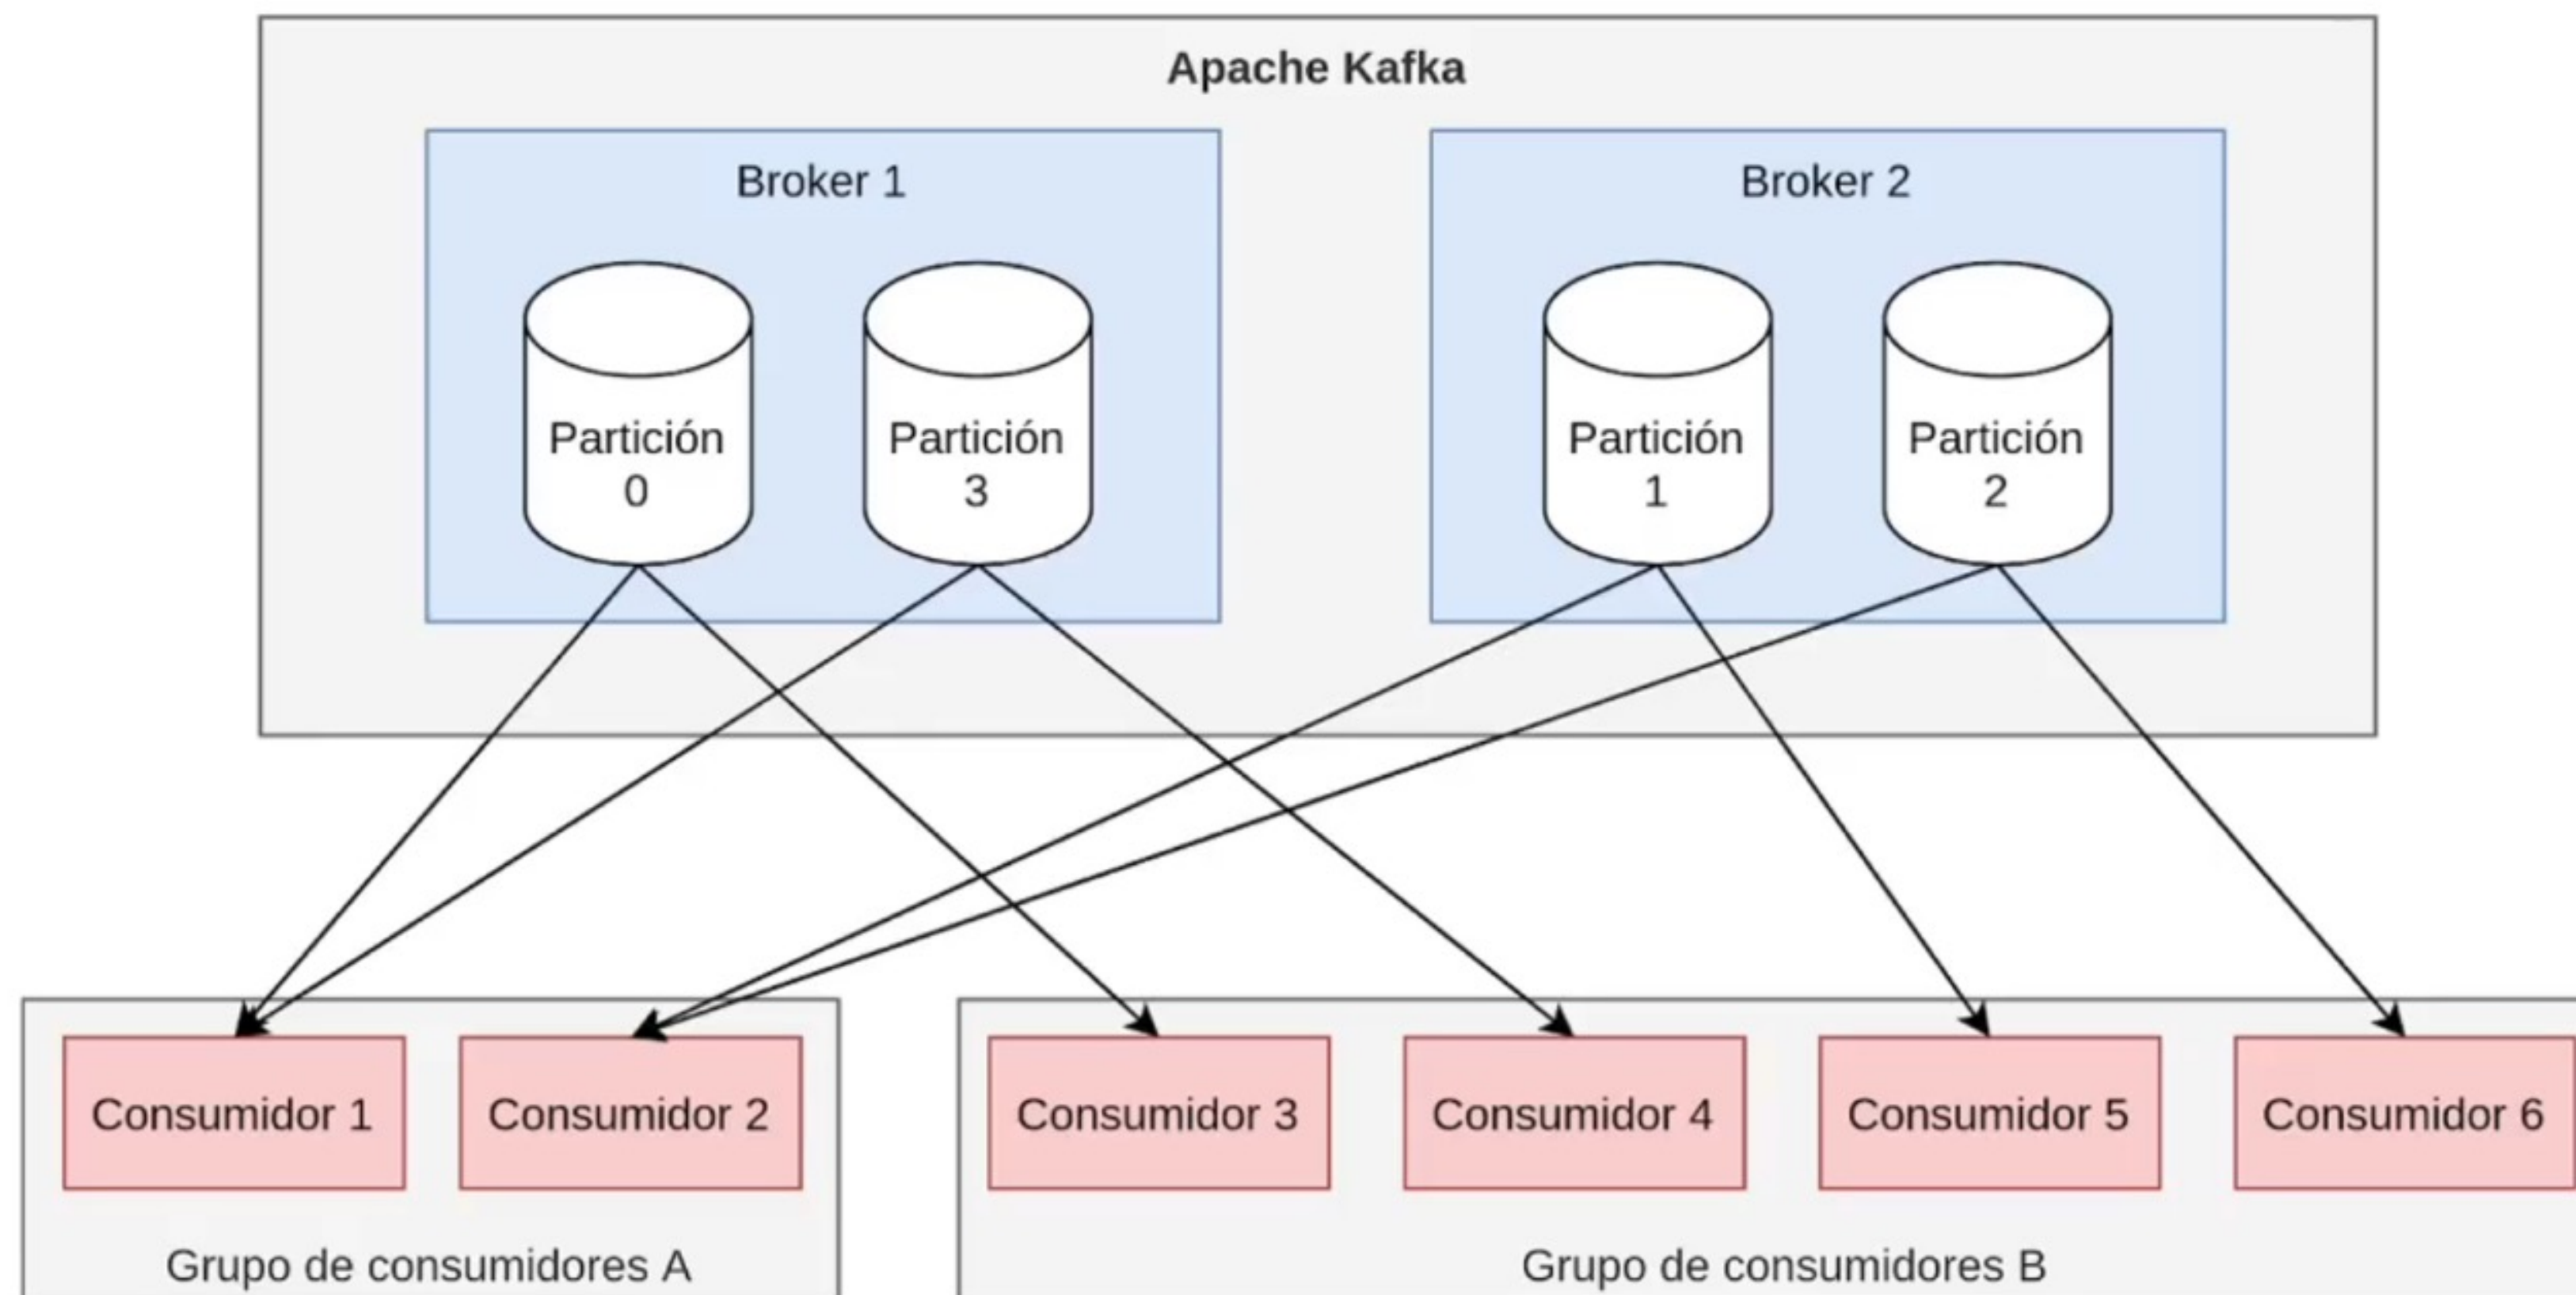 Apache Kafka
Broker 1
Broker 2
Partición
0
Partición
3
Partición
1
Partición
2
Consumidor 1
Consumidor 2
Consumidor 3
Consumidor 4
Consumidor 5
Consumidor 6
Grupo de consumidores A
Grupo de consumidores B